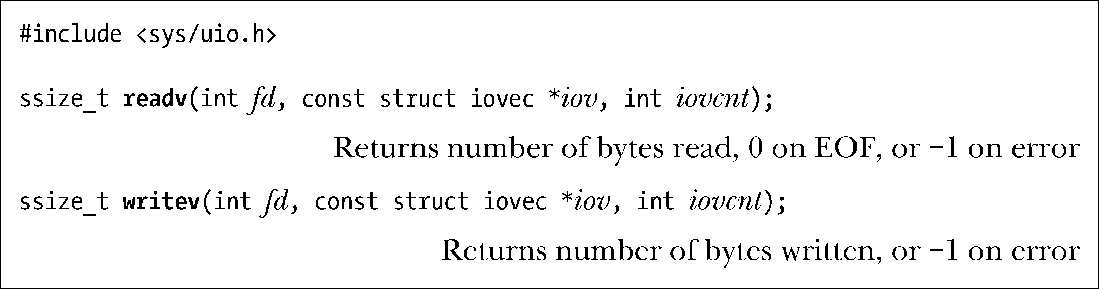 #include <sys/uio.h>
ssize_t readv(int fd, const struct iovec *iov, int iovcnt);
Returns number of bytes read, 0 on EOF, or −1 on error
ssize_t writev(int fd, const struct iovec *iov, int iovcnt);
Returns number of bytes written, or −1 on error